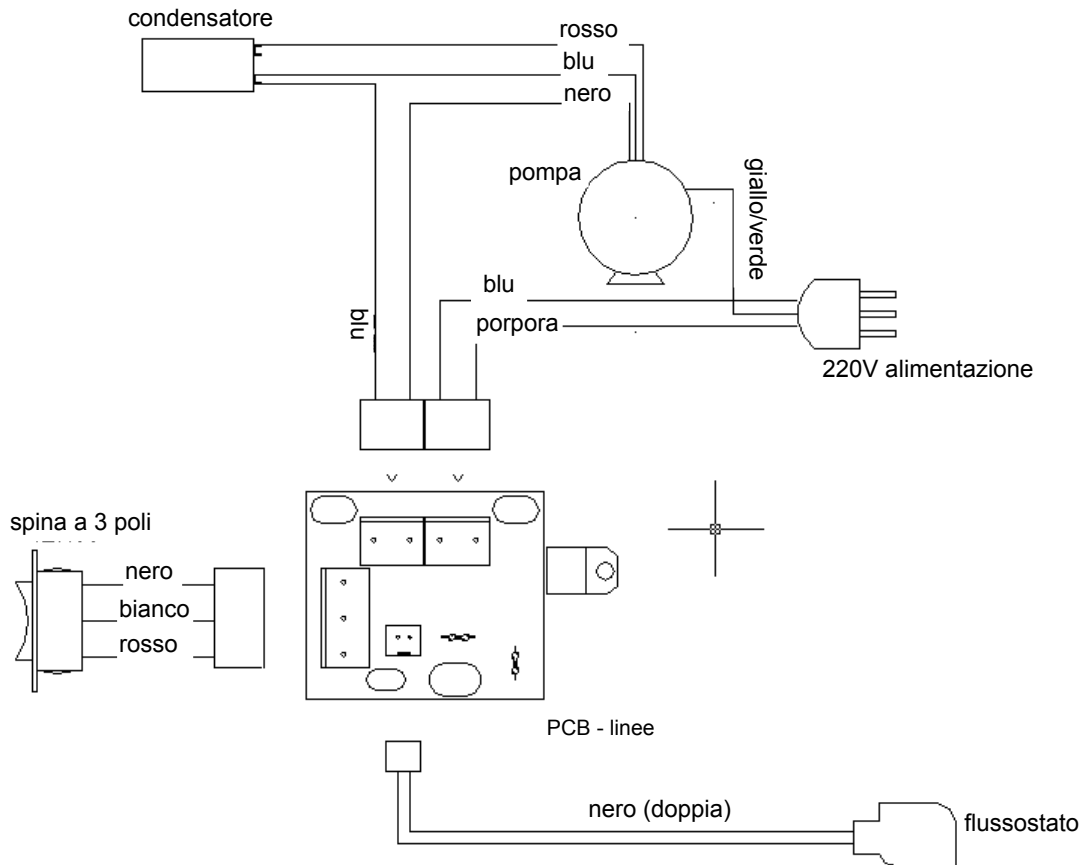 condensatore
rosso
blu
nero
pompa
giallo/verde
blu
porpora
blu
220V alimentazione
spina a 3 poli
nero
bianco
rosso
PCB - linee
nero (doppia)
flussostato